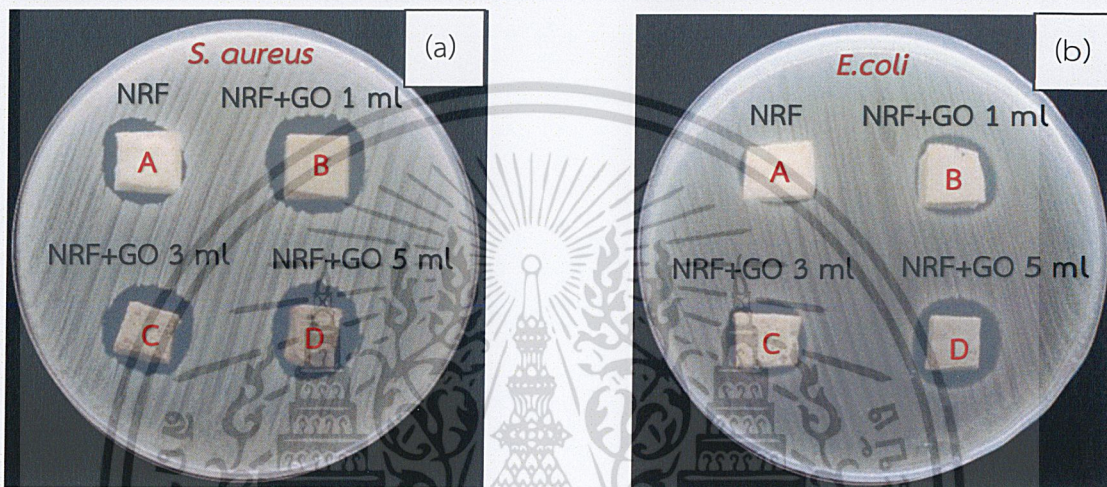 (a)
S. aureus
NRF
NRF+GO 1 ml
A
B
NRF+GO 3 ml
NRF+GO 5 ml
C
D
(b)
E.coli
NRF
NRF+GO 1 ml
A
B
NRF+GO 3 ml
NRF+GO 5 ml
C
D